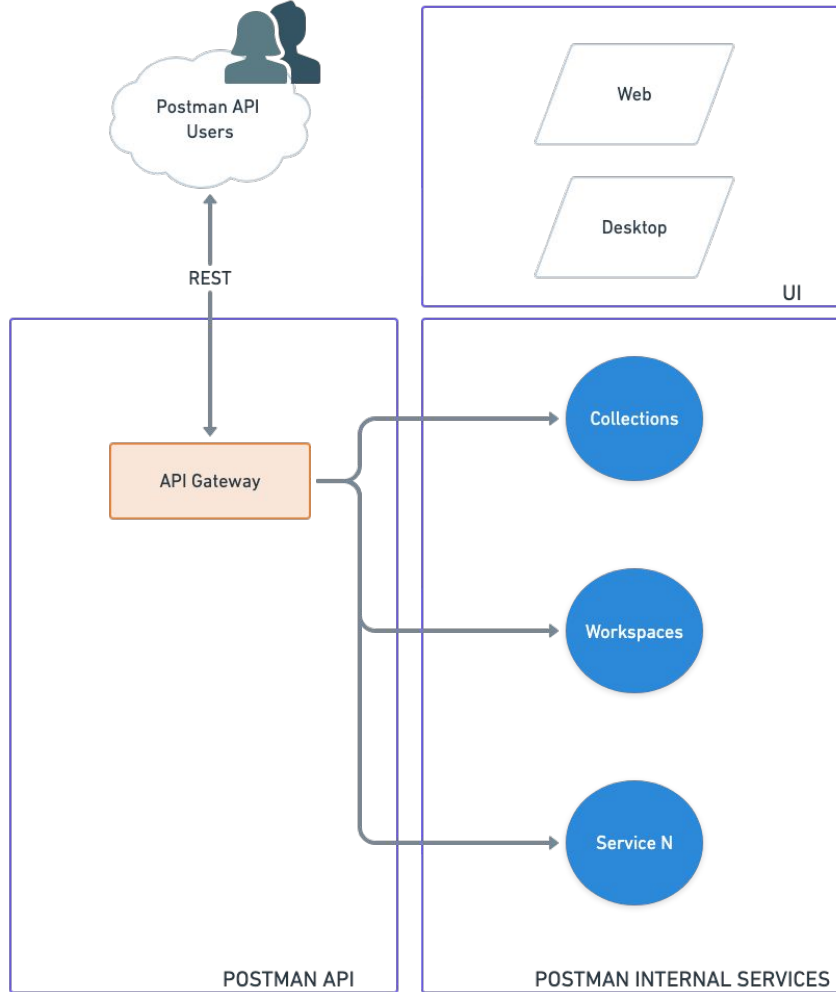 Postman API
Users
Web
Desktop
REST
UI
API Gateway
Collections
Workspaces
Service N
POSTMAN API
POSTMAN INTERNAL SERVICES